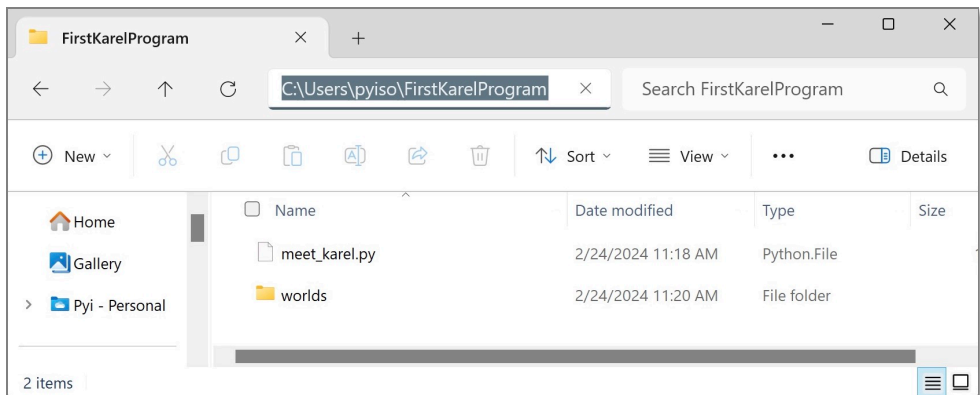 FirstKarelProgram
C:\Users\pyiso\FirstKarelProgram Search FirstKarelProgram
New Sort View ... Details
Home
Gallery
Pyi - Personal
Name Date modified Type Size
meet_karel.py 2/24/2024 11:18 AM Python.File
worlds 2/24/2024 11:20 AM File folder
2 items